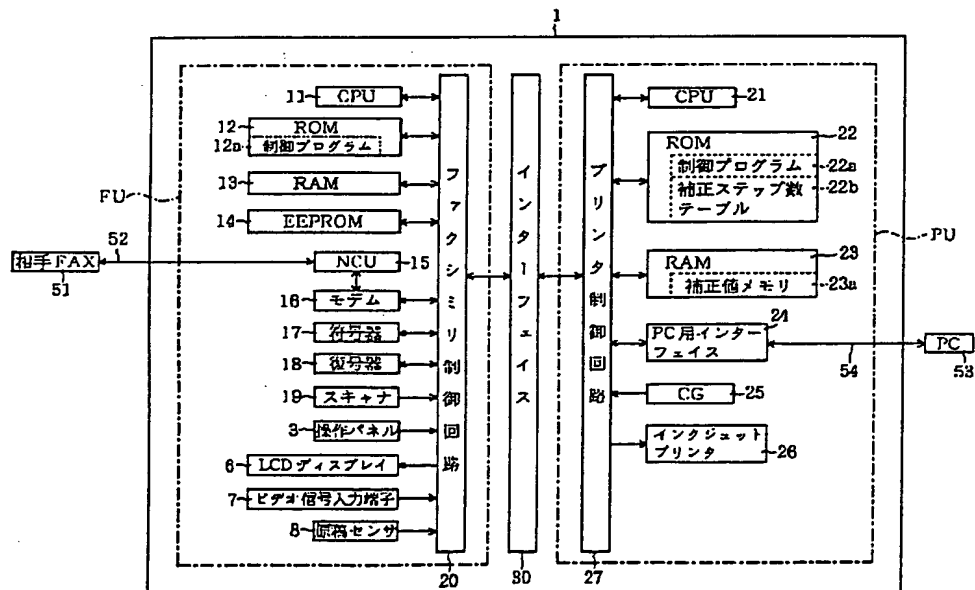 1
11 CPU
12 ROM
12a 制御プログラム
13 RAM
14 EEPROM
FU
52
相手FAX
51
NCU 15
16 モデム
17 符号器
18 復号器
19 スキャナ
3 操作パネル
6 LCDディスプレイ
7 ビデオ信号入力端子
8 原稿センサ
ファクシミリ制御回路
20
インターフェイス
30
プリンタ制御回路
27
CPU 21
ROM 22
制御プログラム 22a
補正ステップ数 22b
テーブル
PU
RAM 23
補正値メモリ 23a
PC用インター 24
フェイス
54
PC
53
CG 25
インクジェット
プリンタ 26